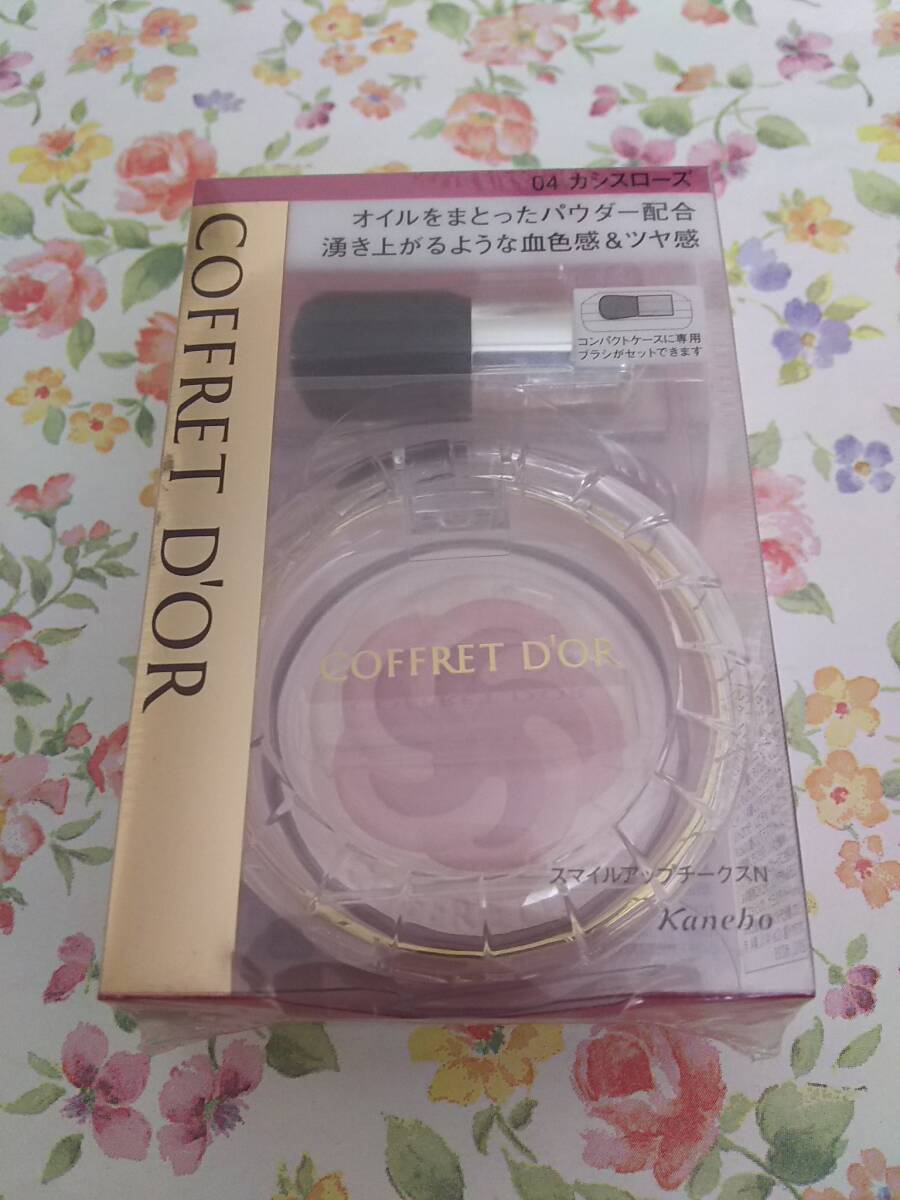 04 カシスローズ
オイルをまとったパウダー配合
湧き上がるような血色感&ツヤ感
コンパクトケースに専用
ブラシがセットできます
COFFRET D'OR
COFFRET D'OR
スマイルアップチークスN
Kanebo